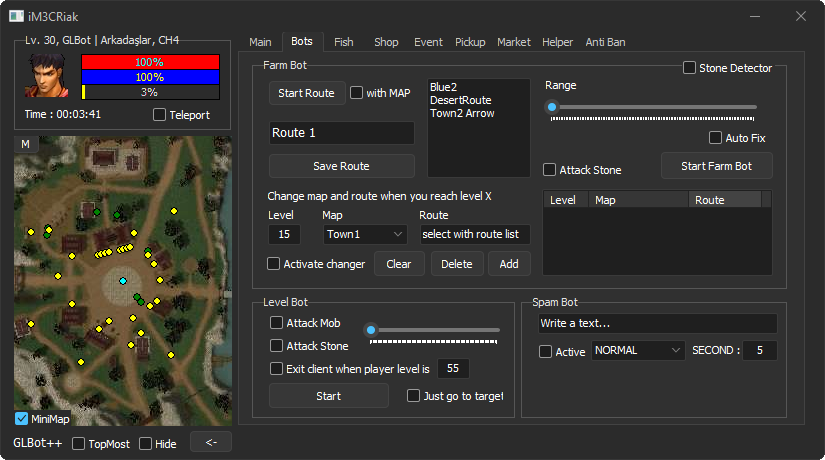 iM3CRiak
Lv. 30, GLBot | Arkadaşlar, CH4
100%
100%
3%
Time : 00:03:41
Teleport
M
MiniMap
GLBot++
TopMost
Hide
<-
Main Bots Fish Shop Event Pickup Market Helper Anti Ban
Farm Bot
Stone Detector
Start Route
with MAP
Blue2
DesertRoute
Town2 Arrow
Range
Route 1
Auto Fix
Save Route
Attack Stone
Start Farm Bot
Change map and route when you reach level X
Level Map Route
15 Town1 select with route list
Activate changer Clear Delete Add
Level Map Route
Level Bot
Attack Mob
Attack Stone
Exit client when player level is 55
Start
Just go to target
Spam Bot
Write a text...
Active NORMAL SECOND : 5